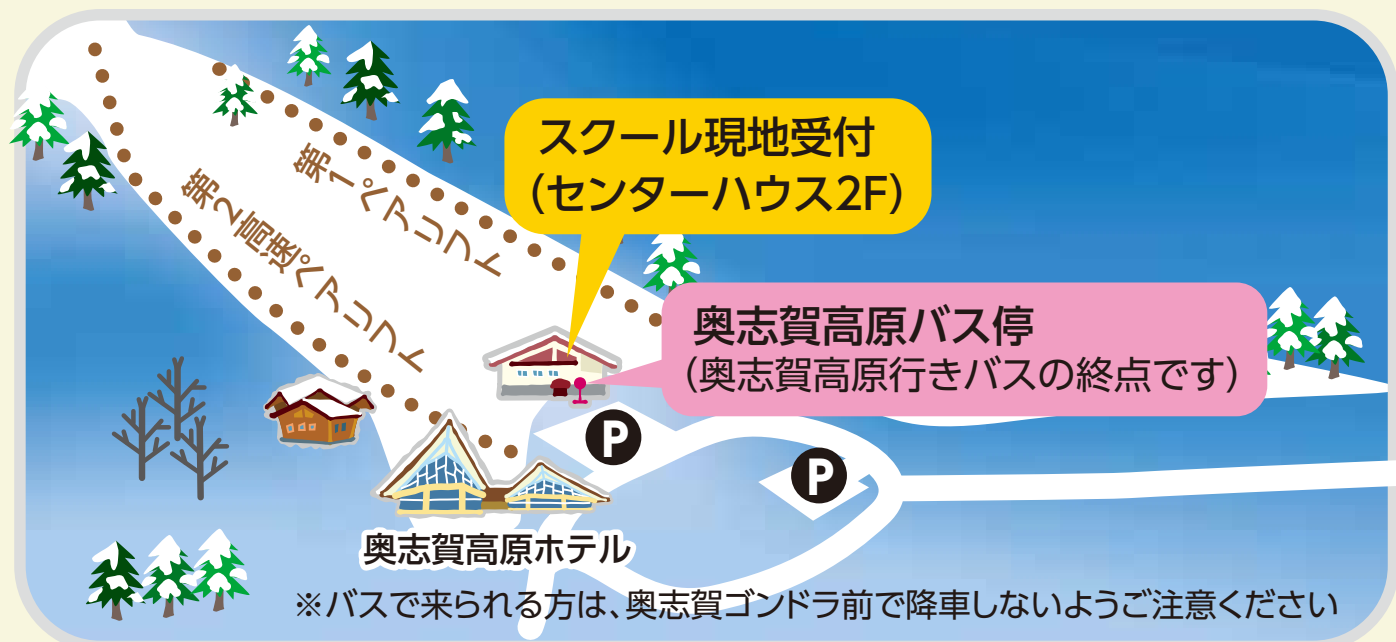 スクール現地受付
(センターハウス2F)
第1ペアリフト
第2高速ペアリフト
奥志賀高原バス停
(奥志賀高原行きバスの終点です)
P
P
奥志賀高原ホテル
※バスで来られる方は、奥志賀ゴンドラ前で降車しないようご注意ください